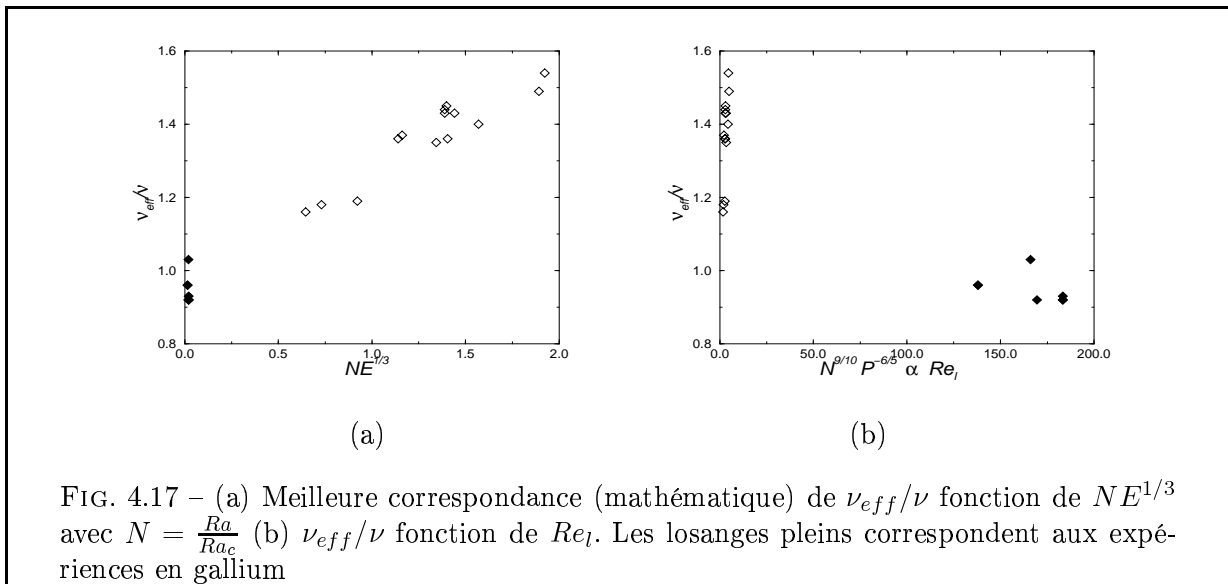 1.6
1.4
1.2
1.0
0.8
ν_eff/ν
0.0 0.5 1.0 1.5 2.0
NE^1/3
1.6
1.4
1.2
1.0
0.8
ν_eff/ν
0.0 50.0 100.0 150.0 200.0
N^9/10 P^−6/5 α Re_l
(a) (b)
FIG. 4.17 – (a) Meilleure correspondance (mathématique) de ν_eff/ν fonction de NE^1/3
avec N = Ra/Ra_c (b) ν_eff/ν fonction de Re_l. Les losanges pleins correspondent aux expé-
riences en gallium